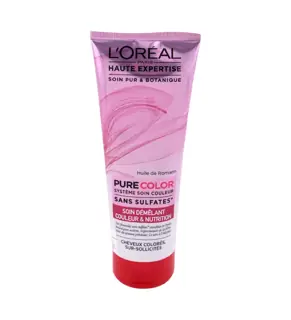 L'ORÉAL
PARIS
HAUTE EXPERTISE
SOIN PUR & BOTANIQUE
Huile de Romarin
PURE COLOR
SYSTÈME SOIN COULEUR
SANS SULFATES*
SOIN DÉMÊLANT
COULEUR & NUTRITION
CHEVEUX COLORÉS,
SUR-SOLLICITÉS